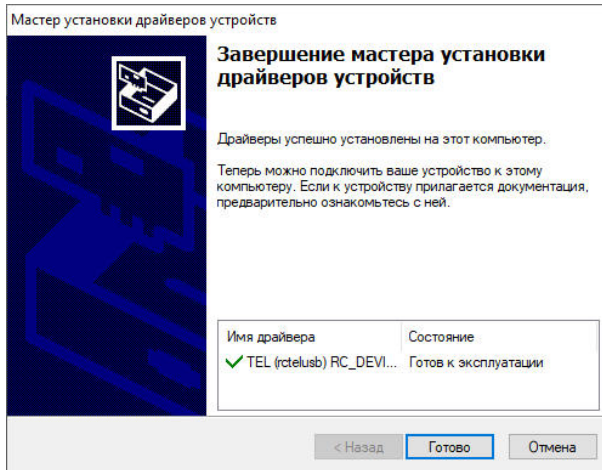 Мастер установки драйверов устройств
Завершение мастера установки
драйверов устройств
Драйверы успешно установлены на этот компьютер.
Теперь можно подключить ваше устройство к этому
компьютеру. Если к устройству прилагается документация,
предварительно ознакомьтесь с ней.
Имя драйвера Состояние
TEL (rctelusb) RC_DEVI... Готов к эксплуатации
< Назад Готово Отмена